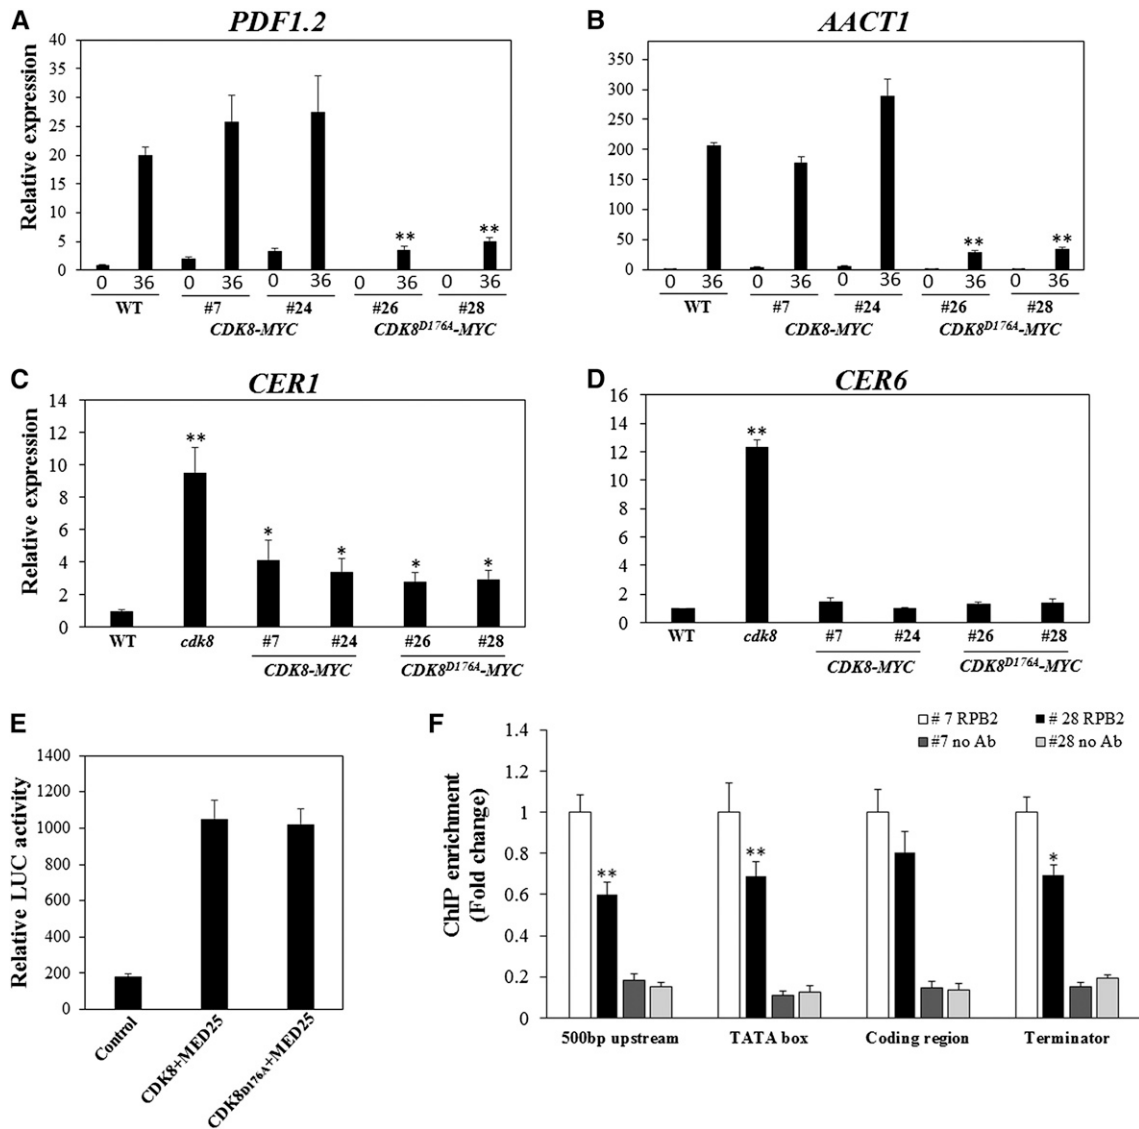 A
PDF1.2
Relative expression
40
35
30
25
20
15
10
5
0
** **
0 36 0 36 0 36 0 36 0 36
WT #7 #24 #26 #28
CDK8-MYC CDK8D176A-MYC
B
AACT1
350
300
250
200
150
100
50
0
** **
0 36 0 36 0 36 0 36 0 36
WT #7 #24 #26 #28
CDK8-MYC CDK8D176A-MYC
C
CER1
Relative expression
14
12
10
8
6
4
2
0
** * * * *
WT cdk8 #7 #24 #26 #28
CDK8-MYC CDK8D176A-MYC
D
CER6
16
14
12
10
8
6
4
2
0
**
WT cdk8 #7 #24 #26 #28
CDK8-MYC CDK8D176A-MYC
E
Relative LUC activity
1400
1200
1000
800
600
400
200
0
Control
CDK8+MED25
CDK8D176A+MED25
F
# 7 RPB2 # 28 RPB2
#7 no Ab #28 no Ab
ChIP enrichment
(Fold change)
1.4
1.2
1
0.8
0.6
0.4
0.2
0
** ** *
500bp upstream TATA box Coding region Terminator